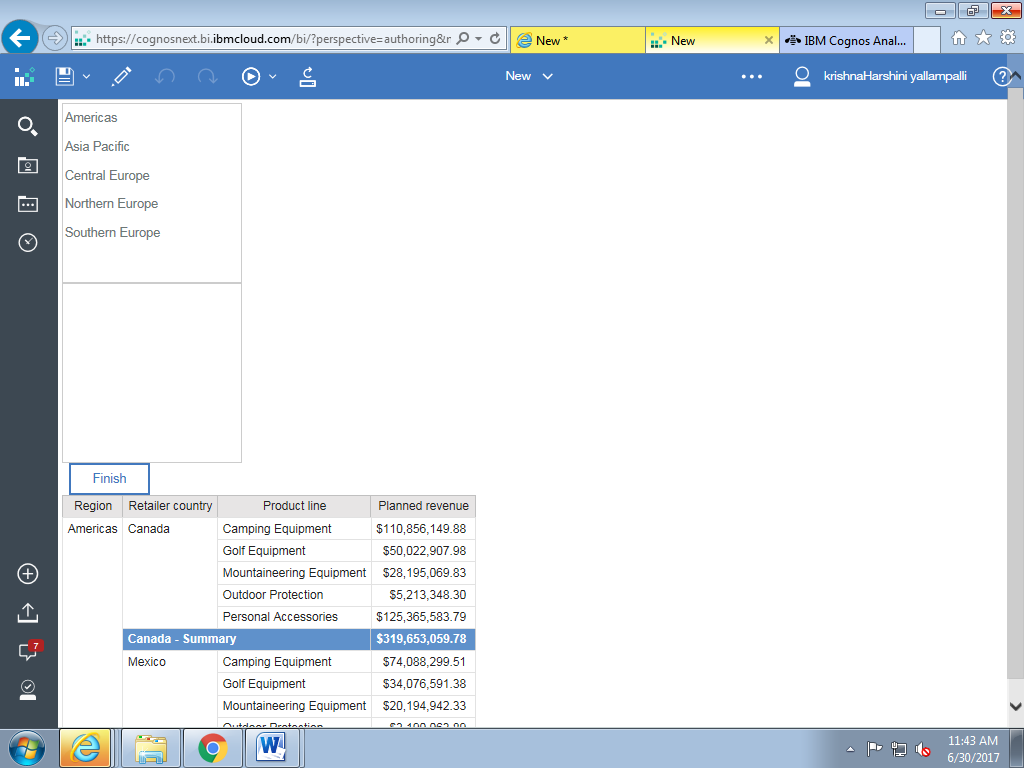 https://cognosnext.bi.ibmcloud.com/bi/?perspective=authoring&r
New *
New
IBM Cognos Anal...
New
krishnaHarshini yallampalli
?
Americas
Asia Pacific
Central Europe
Northern Europe
Southern Europe
Finish
Region Retailer country Product line Planned revenue
Americas Canada Camping Equipment $110,856,149.88
Golf Equipment $50,022,907.98
Mountaineering Equipment $28,195,069.83
Outdoor Protection $5,213,348.30
Personal Accessories $125,365,583.79
Canada - Summary $319,653,059.78
Mexico Camping Equipment $74,088,299.51
Golf Equipment $34,076,591.38
Mountaineering Equipment $20,194,942.33
Outdoor Protection
7
11:43 AM
6/30/2017